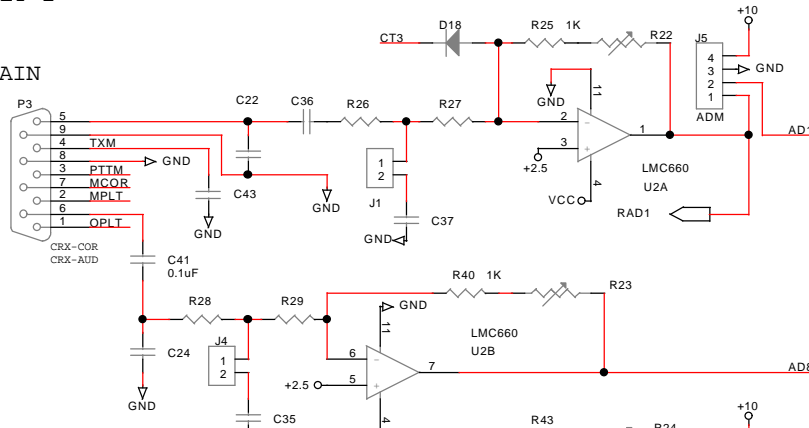 AIN
P3
5
9
4
TXM
8
GND
3
PTTM
7
MCOR
2
MPLT
6
1
OPLT
CRX-COR
CRX-AUD
C22
C36
R26
R27
C43
GND
GND
J1
1
2
C37
GND
CT3
D18
R25 1K
R22
GND
11
2
3
1
+2.5
4
VCC
LMC660
U2A
RAD1
+10
J5
4
3
2
1
GND
ADM
AD1
C41
0.1uF
R28
R29
C24
GND
J4
1
2
C35
R40 1K
R23
GND
11
6
5
7
+2.5
4
LMC660
U2B
AD8
R43
R24
+10